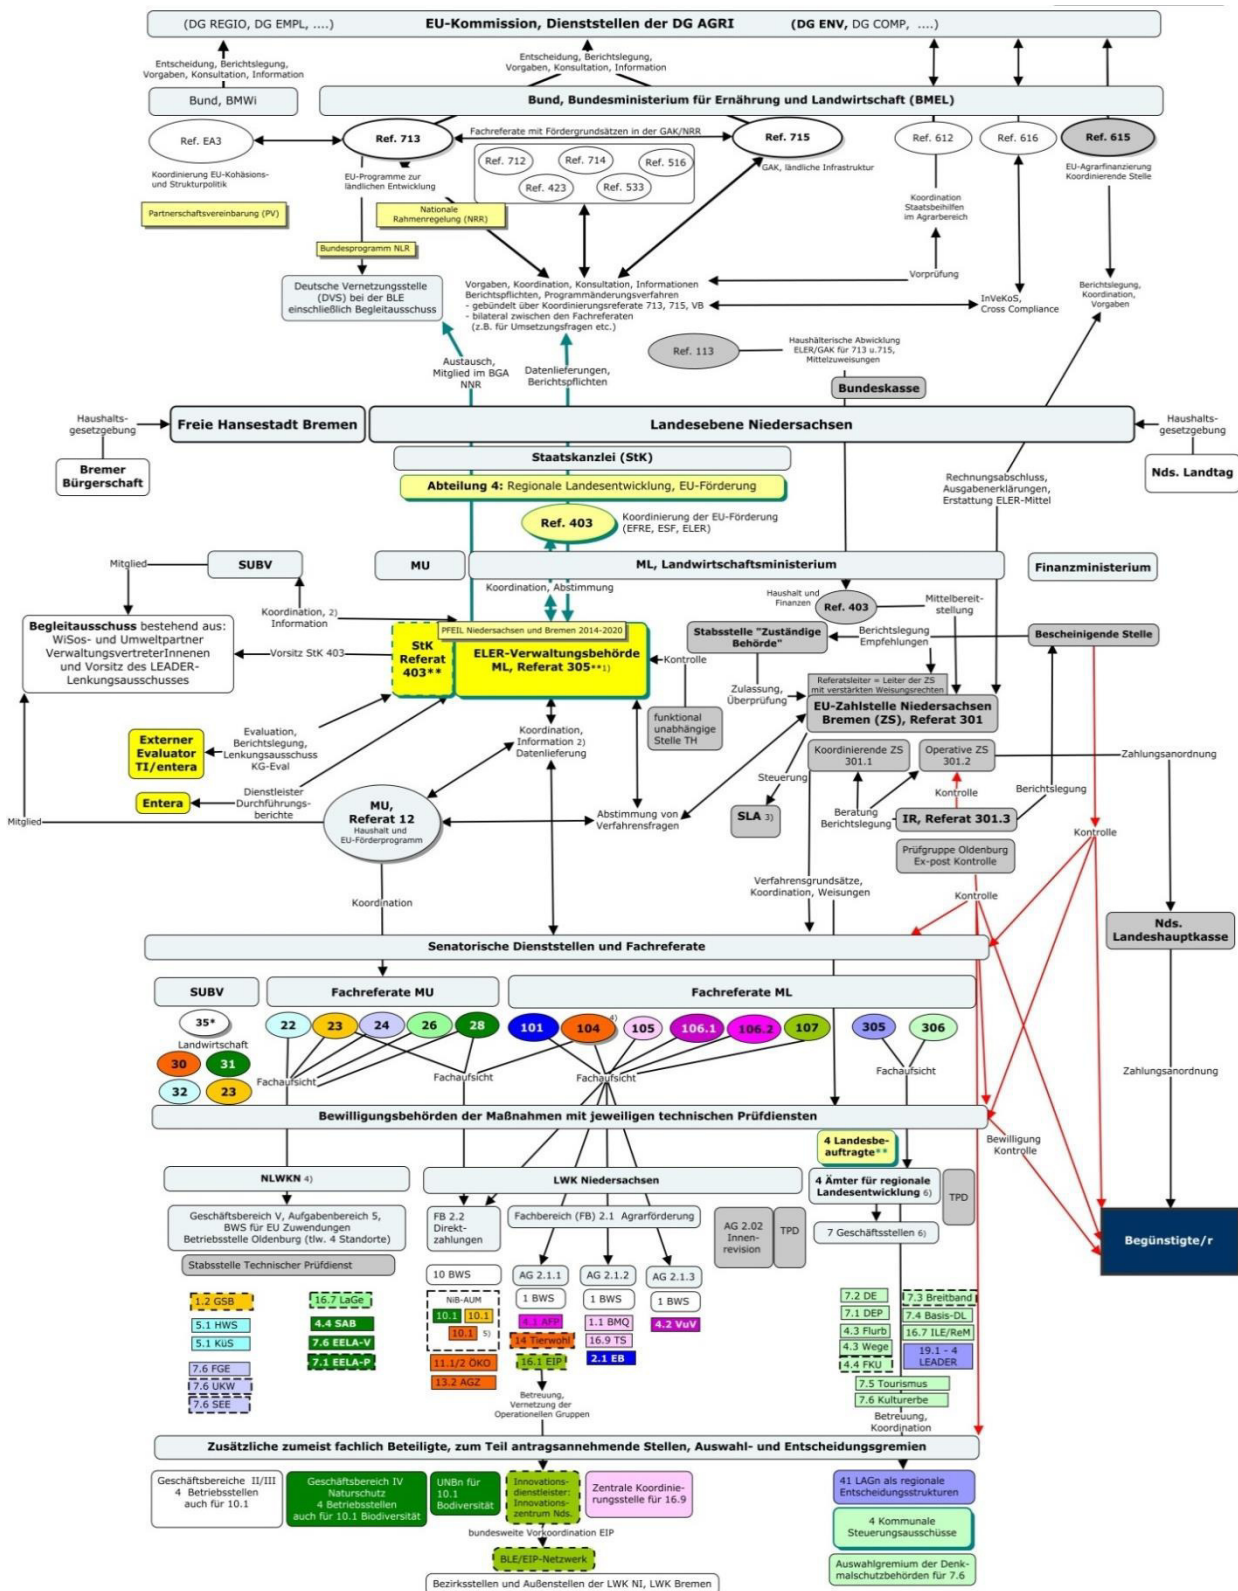 (DG REGIO, DG EMPL, ....)
EU-Kommission, Dienststellen der DG AGRI
(DG ENV, DG COMP, ....)
Entscheidung, Berichtslegung,
Vorgaben, Konsultation, Information
Entscheidung, Berichtslegung,
Vorgaben, Konsultation, Information
Bund, BMWi
Bund, Bundesministerium für Ernährung und Landwirtschaft (BMEL)
Ref. EA3
Ref. 713
Fachreferate mit Fördergrundsätzen in der GAK/NRR
Ref. 715
Ref. 612
Ref. 616
Ref. 615
Ref. 712
Ref. 714
Ref. 516
Ref. 423
Ref. 533
Koordinierung EU-Kohäsions-
und Strukturpolitik
EU-Programme zur
ländlichen Entwicklung
GAK, ländliche Infrastruktur
EU-Agrarfinanzierung
Koordinierende Stelle
Partnerschaftsvereinbarung (PV)
Nationale
Rahmenregelung (NRR)
Koordination
Staatsbeihilfen
im Agrarbereich
Bundesprogramm NLR
Deutsche Vernetzungsstelle
(DVS) bei der BLE
einschließlich Begleitausschuss
Vorgaben, Koordination, Konsultation, Informationen
Berichtspflichten, Programmänderungsverfahren
- gebündelt über Koordinierungsreferate 713, 715, VB
- bilateral zwischen den Fachreferaten
(z.B. für Umsetzungsfragen etc.)
Vorprüfung
InVeKoS,
Cross Compliance
Berichtslegung,
Koordination,
Vorgaben
Ref. 113
Haushälterische Abwicklung
ELER/GAK für 713 u.715,
Mittelzuweisungen
Austausch,
Mitglied im BGA
NNR
Datenlieferungen,
Berichtspflichten
Bundeskasse
Haushalts-
gesetzgebung
Freie Hansestadt Bremen
Landesebene Niedersachsen
Haushalts-
gesetzgebung
Bremer
Bürgerschaft
Staatskanzlei (StK)
Nds. Landtag
Abteilung 4: Regionale Landesentwicklung, EU-Förderung
Rechnungsabschluss,
Ausgabenerklärungen,
Erstattung ELER-Mittel
Ref. 403
Koordinierung der EU-Förderung
(EFRE, ESF, ELER)
Mitglied
SUBV
MU
ML, Landwirtschaftsministerium
Finanzministerium
Koordination, Abstimmung
Haushalt und
Finanzen
Ref. 403
Mittelbereit-
stellung
Koordination, 2)
Information
Begleitausschuss bestehend aus:
WiSos- und Umweltpartner
VerwaltungsvertreterInnenen
und Vorsitz des LEADER-
Lenkungsausschusses
Vorsitz StK 403
StK
Referat
403**
PFEIL Niedersachsen und Bremen 2014-2020
ELER-Verwaltungsbehörde
ML, Referat 305**1)
Kontrolle
Stabsstelle "Zuständige
Behörde"
Berichtslegung
Empfehlungen
Bescheinigende Stelle
Zulassung,
Überprüfung
Referatsleiter = Leiter der ZS
mit verstärkten Weisungsrechten
EU-Zahlstelle Niedersachsen
Bremen (ZS), Referat 301
funktional
unabhängige
Stelle TH
Externer
Evaluator
TI/entera
Evaluation,
Berichtslegung,
Lenkungsausschuss
KG-Eval
Koordination,
Information 2)
Datenlieferung
Koordinierende ZS
301.1
Operative ZS
301.2
Zahlungsanordnung
Steuerung
Entera
Dienstleister
Durchführungs-
berichte
Kontrolle
Berichtslegung
Mitglied
MU,
Referat 12
Haushalt und
EU-Förderprogramm
Abstimmung von
Verfahrensfragen
SLA 3)
Beratung
Berichtslegung
IR, Referat 301.3
Kontrolle
Prüfgruppe Oldenburg
Ex-post Kontrolle
Koordination
Verfahrensgrundsätze,
Koordination, Weisungen
Kontrolle
Senatorische Dienststellen und Fachreferate
Nds.
Landeshauptkasse
SUBV
Fachreferate MU
Fachreferate ML
35*
Landwirtschaft
30
31
32
23
22
23
24
26
28
101
104
4)
105
106.1
106.2
107
305
306
Fachaufsicht
Fachaufsicht
Fachaufsicht
Fachaufsicht
Zahlungsanordnung
Bewilligungsbehörden der Maßnahmen mit jeweiligen technischen Prüfdiensten
Bewilligung
Kontrolle
4 Landesbe-
auftragte**
NLWKN 4)
LWK Niedersachsen
4 Ämter für regionale
Landesentwicklung 6)
TPD
Geschäftsbereich V, Aufgabenbereich 5,
BWS für EU Zuwendungen
Betriebsstelle Oldenburg (tlw. 4 Standorte)
FB 2.2
Direkt-
zahlungen
Fachbereich (FB) 2.1 Agrarförderung
AG 2.02
Innen-
revision
TPD
7 Geschäftsstellen 6)
Begünstigte/r
Stabsstelle Technischer Prüfdienst
10 BWS
AG 2.1.1
AG 2.1.2
AG 2.1.3
1 BWS
1 BWS
1 BWS
1.2 GSB
5.1 HWS
5.1 KüS
7.6 FGE
7.6 UKW
7.6 SEE
16.7 LaGe
4.4 SAB
7.6 EELA-V
7.1 EELA-P
NiB-AUM
10.1
10.1
10.1
5)
11.1/2 ÖKO
13.2 AGZ
4.1 AFP
14 Tierwohl
16.1 EIP
1.1 BMQ
16.9 TS
2.1 EB
4.2 VuV
7.2 DE
7.1 DEP
4.3 Flurb
4.3 Wege
4.4 FKU
7.3 Breitband
7.4 Basis-DL
16.7 ILE/ReM
19.1 - 4
LEADER
7.5 Tourismus
7.6 Kulturerbe
Betreuung,
Vernetzung der
Operationellen Gruppen
Betreuung,
Koordination
Zusätzliche zumeist fachlich Beteiligte, zum Teil antragsannehmende Stellen, Auswahl- und Entscheidungsgremien
Geschäftsbereiche II/III
4 Betriebsstellen
auch für 10.1
Geschäftsbereich IV
Naturschutz
4 Betriebsstellen
auch für 10.1 Biodiversität
UNBn für
10.1
Biodiversität
Innovations-
dienstleister:
Innovations-
zentrum Nds.
Zentrale Koordinie-
rungsstelle für 16.9
41 LAGn als regionale
Entscheidungsstrukturen
4 Kommunale
Steuerungsausschüsse
bundesweite Vorkoordination EIP
BLE/EIP-Netzwerk
Auswahlgremium der Denk-
malschutzbehörden für 7.6
Bezirksstellen und Außenstellen der LWK NI, LWK Bremen